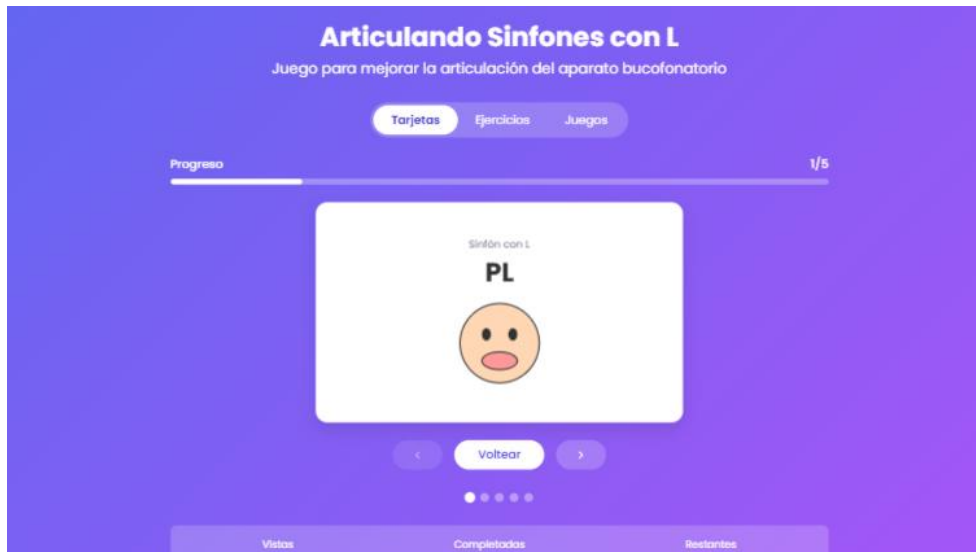 Articulando Sinfones con L
Juego para mejorar la articulación del aparato bucofonatorio
Tarjetas Ejercicios Juegos
Progreso 1/5
Sinfón con L
PL
‹ Voltear ›
Vistas Completadas Restantes